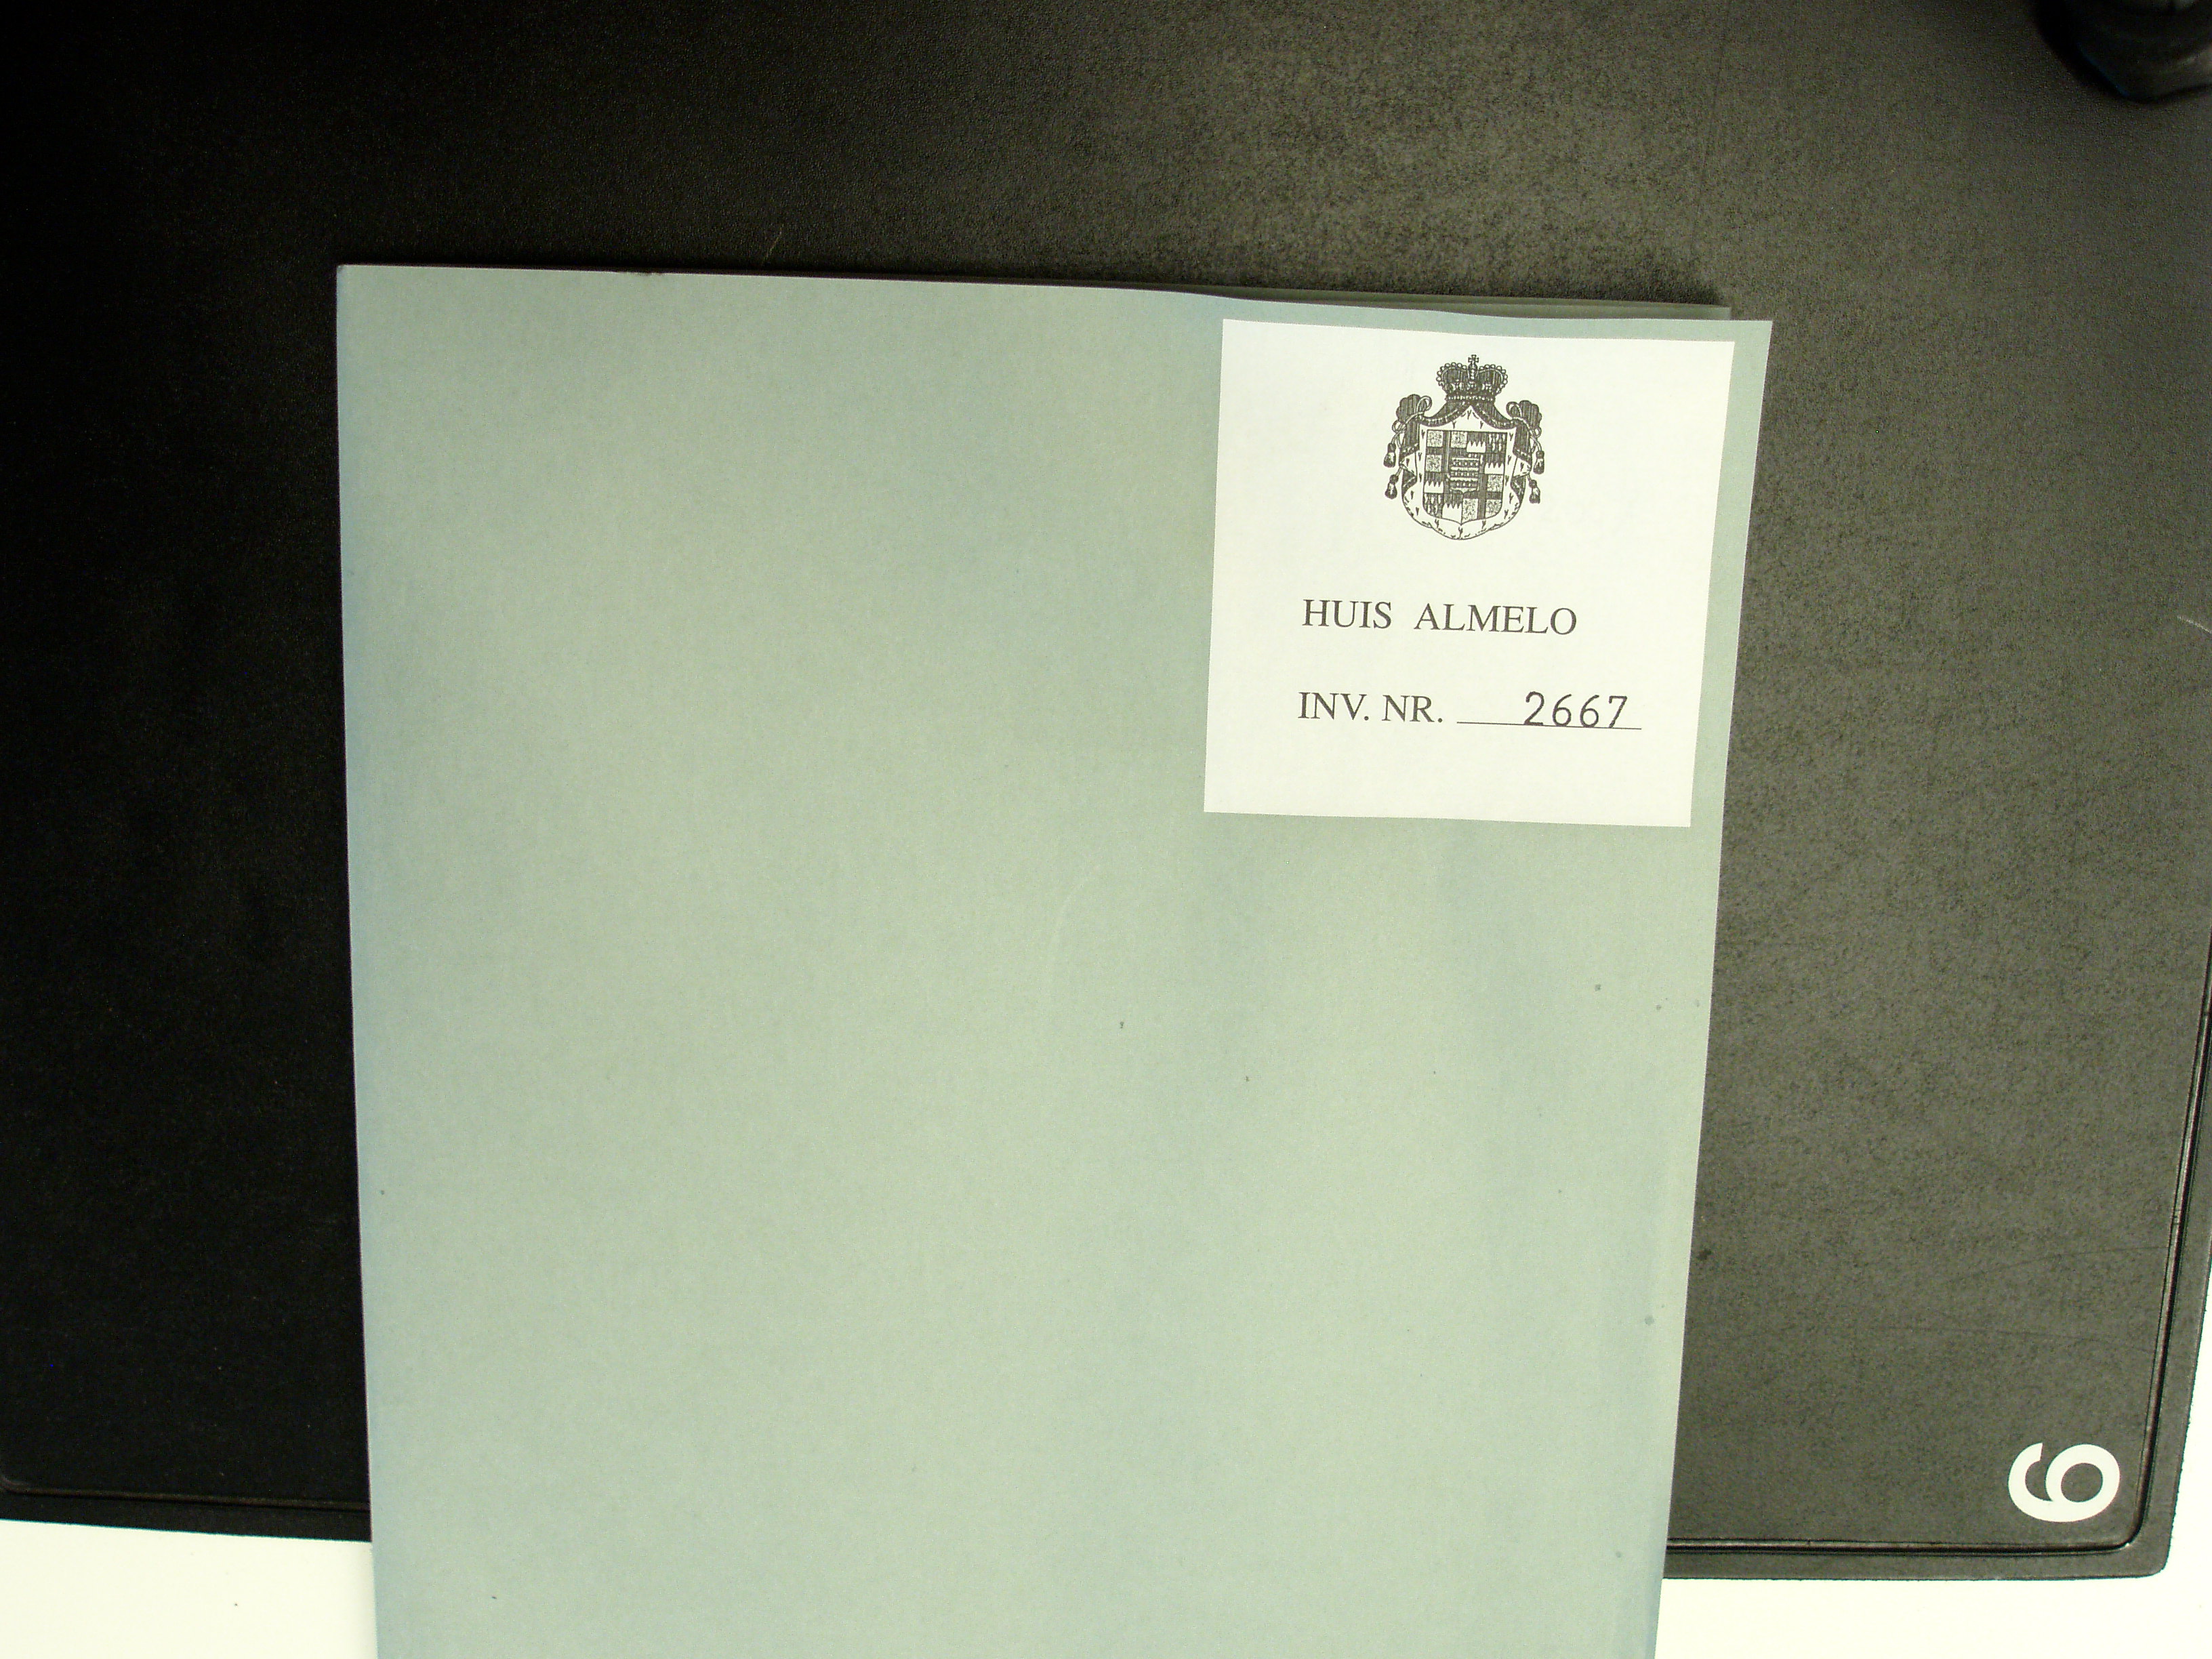 HUIS ALMELO
INV. NR. 2667
6